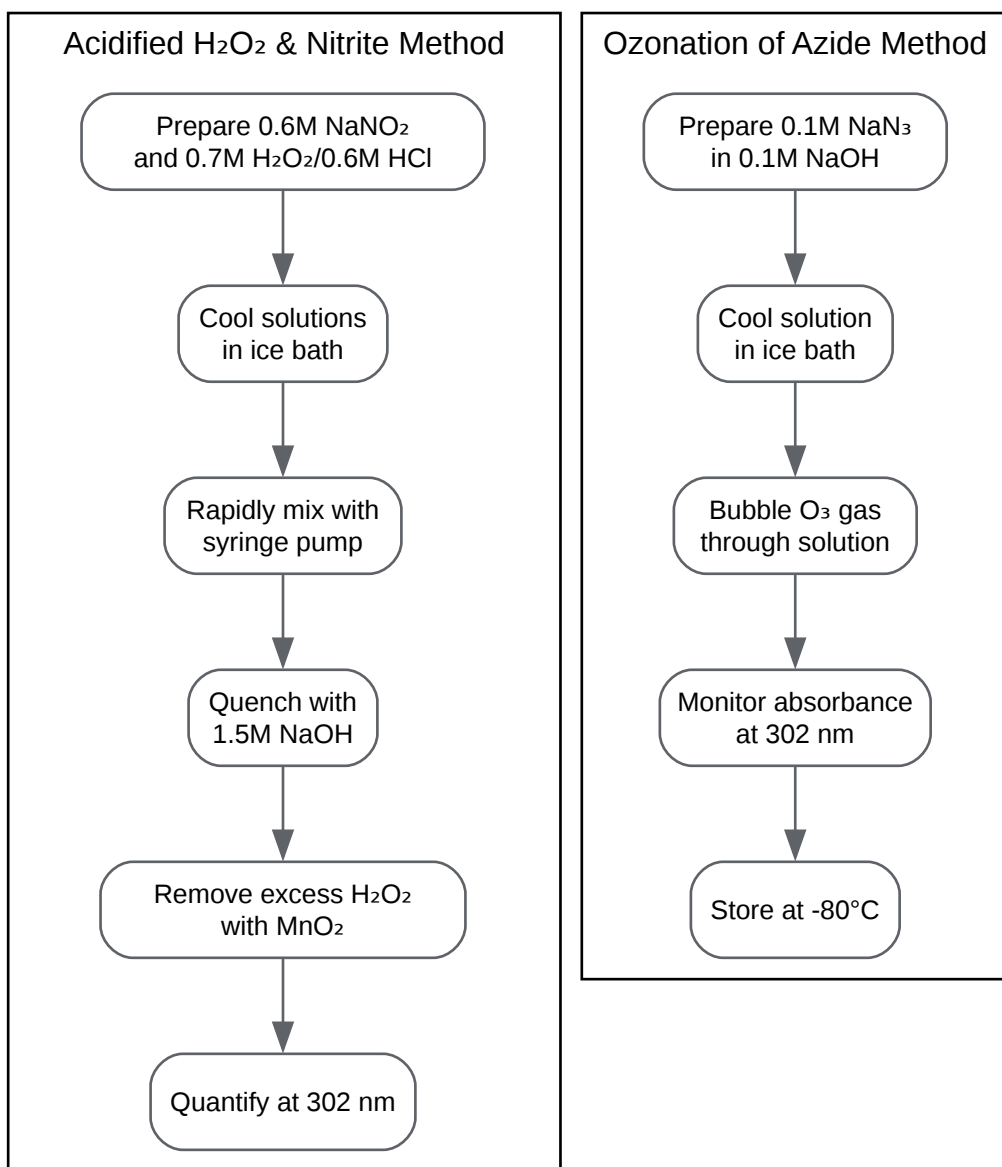 Acidified H₂O₂ & Nitrite Method
Prepare 0.6M NaNO₂
and 0.7M H₂O₂/0.6M HCl
Cool solutions
in ice bath
Rapidly mix with
syringe pump
Quench with
1.5M NaOH
Remove excess H₂O₂
with MnO₂
Quantify at 302 nm
Ozonation of Azide Method
Prepare 0.1M NaN₃
in 0.1M NaOH
Cool solution
in ice bath
Bubble O₃ gas
through solution
Monitor absorbance
at 302 nm
Store at -80°C